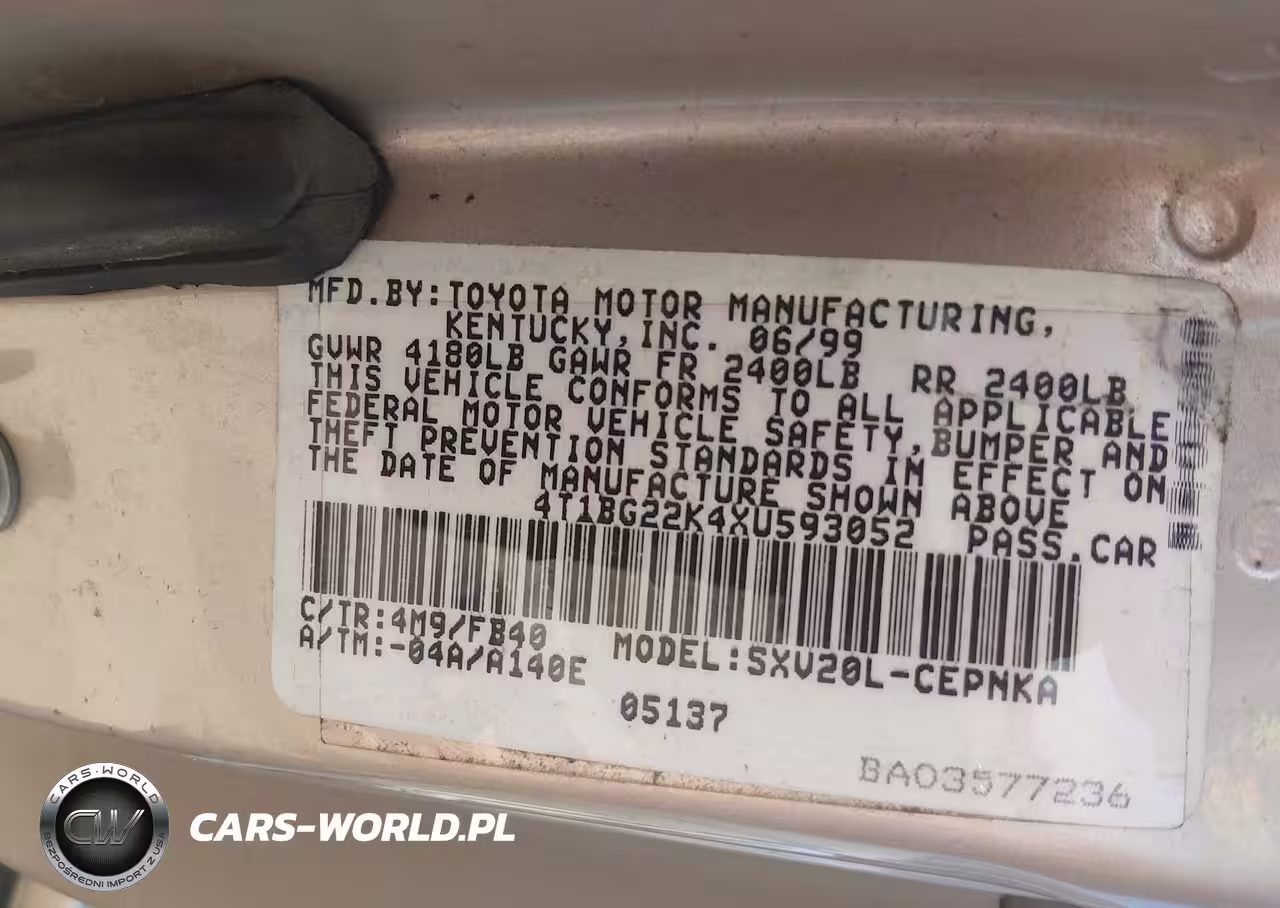 MFD.BY:TOYOTA MOTOR MANUFACTURING,
KENTUCKY,INC. 06/99
GVWR 4180LB GAWR FR 2400LB RR 2400LB
THIS VEHICLE CONFORMS TO ALL APPLICABLE
FEDERAL MOTOR VEHICLE SAFETY,BUMPER AND
THEFT PREVENTION STANDARDS IN EFFECT ON
THE DATE OF MANUFACTURE SHOWN ABOVE
4T1BG22K4XU593052 PASS.CAR
C/TR:4M9/FB40 MODEL:SXV20L-CEPNKA
A/TM:-04A/A140E
05137
BA03577236
CARS-WORLD
CW
BEZPOŚREDNI IMPORT Z USA
CARS-WORLD.PL